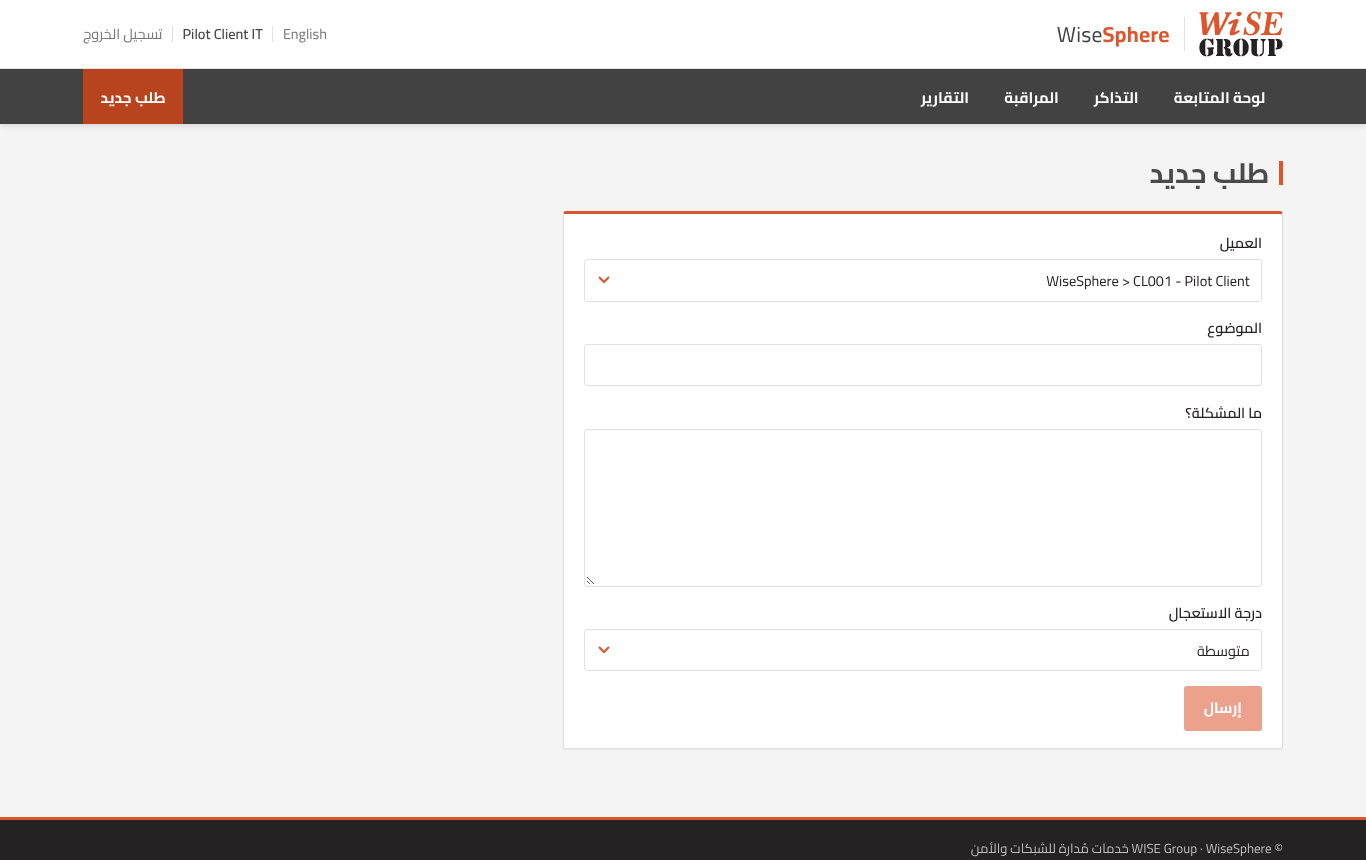 WiSE GROUP
WiseSphere
English
Pilot Client IT
تسجيل الخروج
لوحة المتابعة
التذاكر
المراقبة
التقارير
طلب جديد
طلب جديد
العميل
WiseSphere > CL001 - Pilot Client
الموضوع
ما المشكلة؟
درجة الاستعجال
متوسطة
إرسال
© WISE Group · WiseSphere خدمات مُدارة للشبكات والأمن